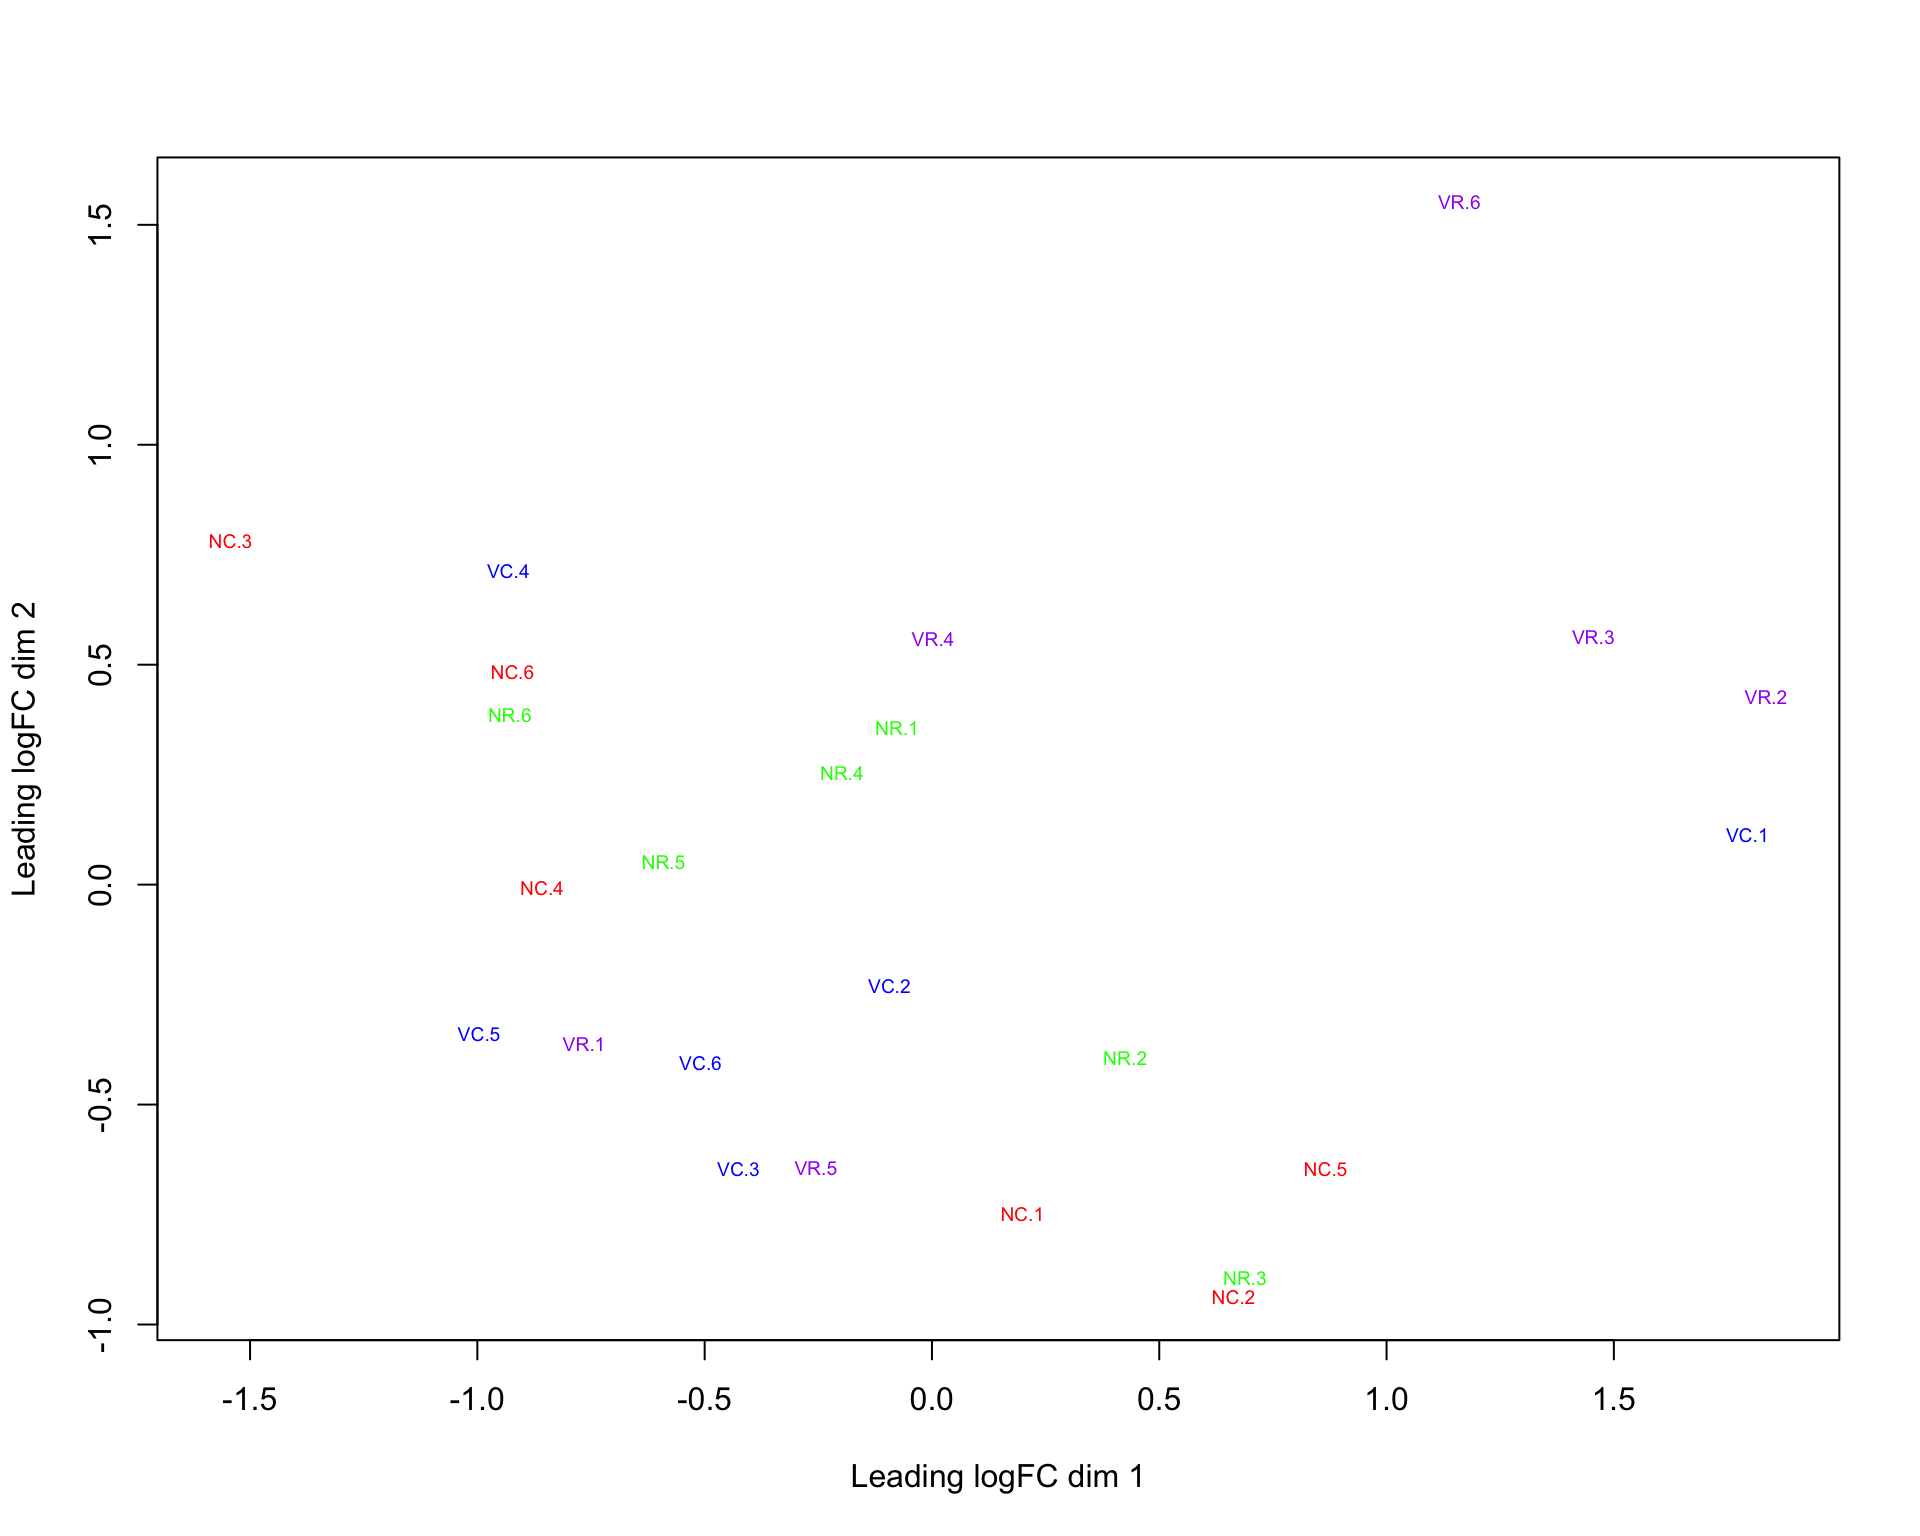 VR.6
1.5
1.0
NC.3
VC.4
VR.4
VR.3
0.5
NC.6
VR.2
NR.6
NR.1
Leading logFC dim 2
NR.4
VC.1
NR.5
0.0
NC.4
VC.2
VC.5
VR.1
VC.6
NR.2
-0.5
VC.3
VR.5
NC.5
NC.1
NR.3
NC.2
-1.0
-1.5 -1.0 -0.5 0.0 0.5 1.0 1.5
Leading logFC dim 1